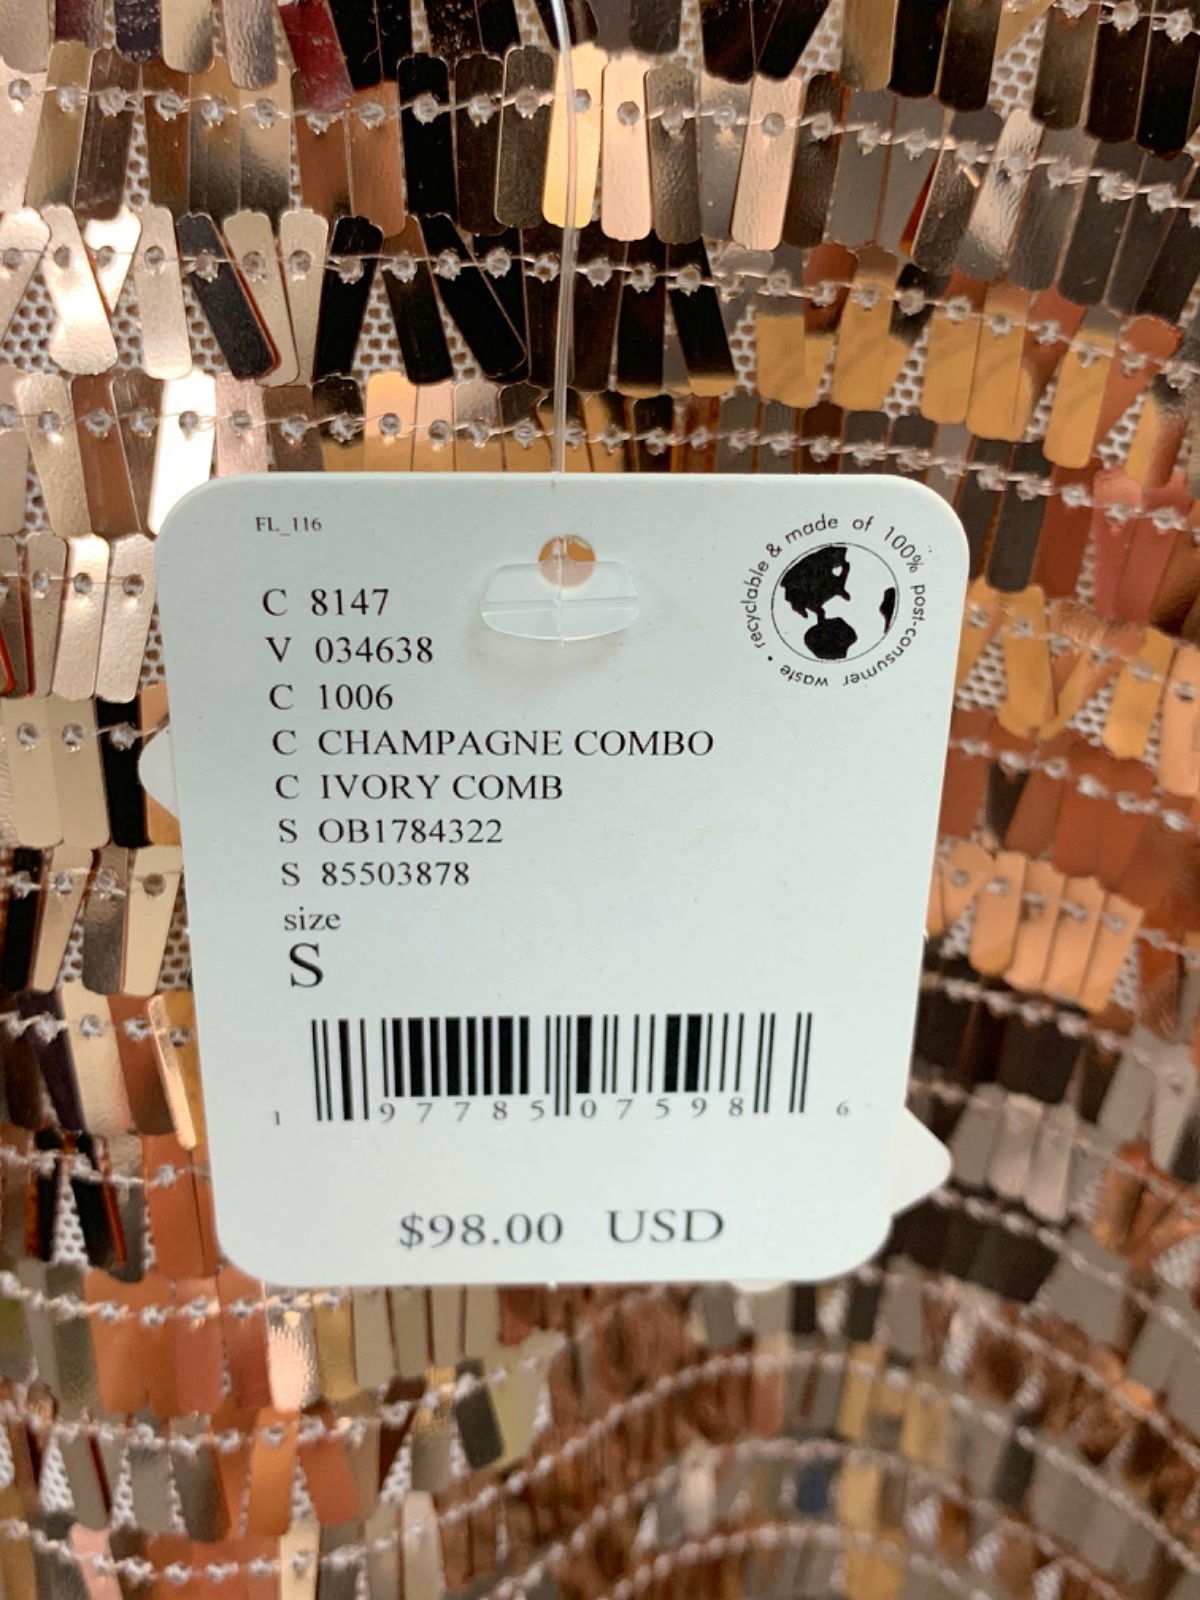 FL_116
recyclable & made of 100% post-consumer waste •
C 8147
V 034638
C 1006
C CHAMPAGNE COMBO
C IVORY COMB
S OB1784322
S 85503878
size
S
1 97785 07598 6
$98.00 USD